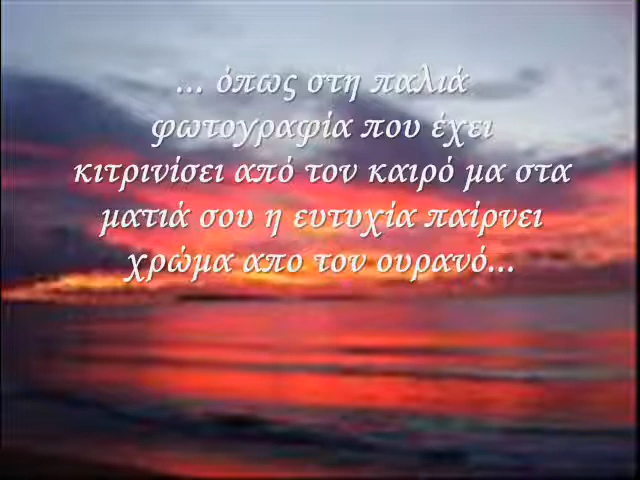 ... όπως στη παλιά
φωτογραφία που έχει
κιτρινίσει από τον καιρό μα στα
ματιά σου η ευτυχία παίρνει
χρώμα απο τον ουρανό...